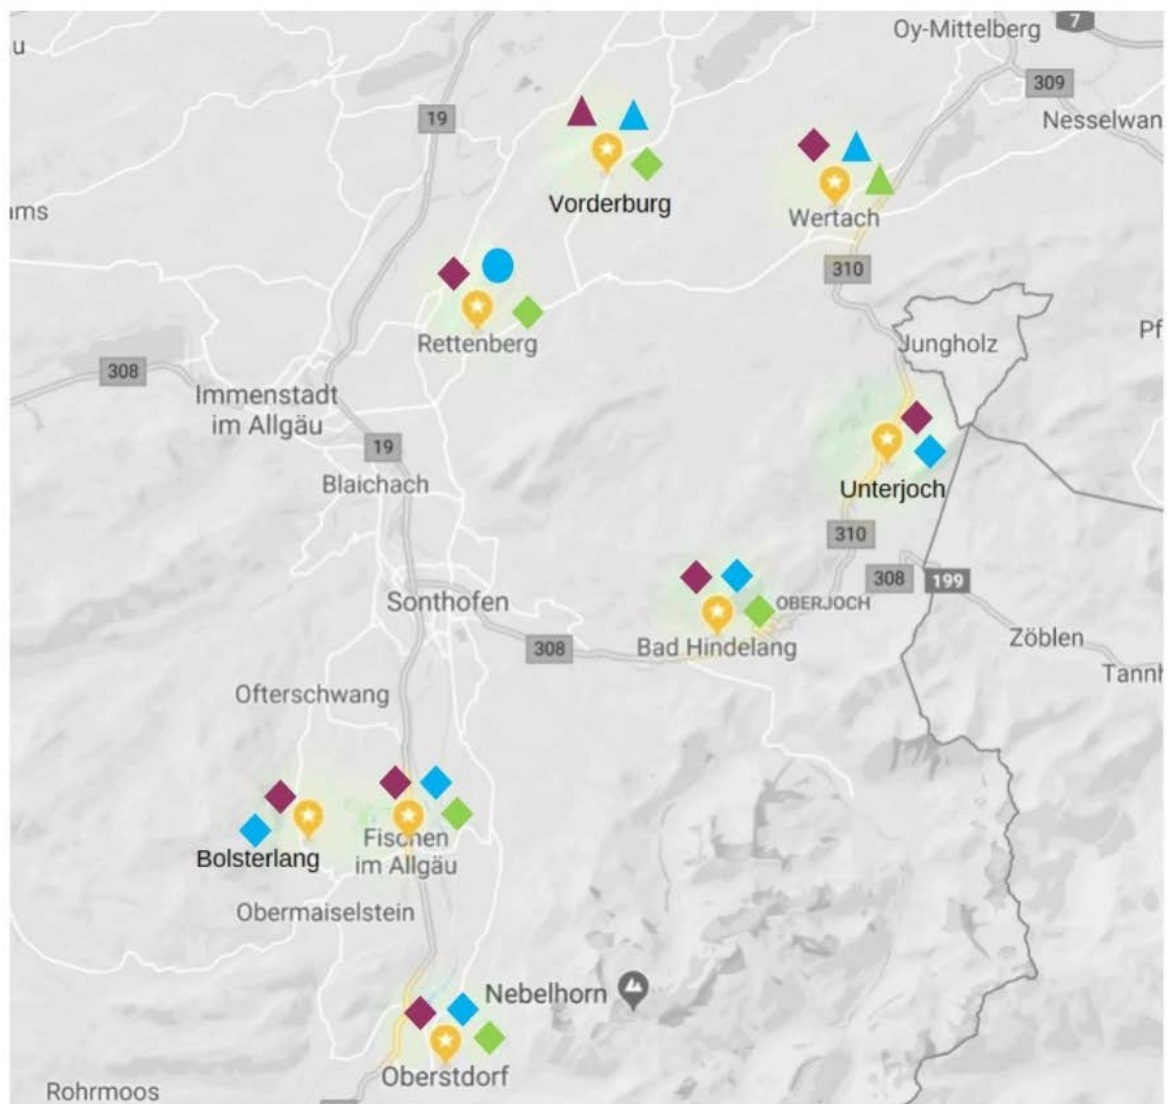 7
Oy-Mittelberg
u
309
19
Nesselwan
Vorderburg
ams
Wertach
310
Pf
Jungholz
Rettenberg
308
Immenstadt
im Allgäu
19
Blaichach
Unterjoch
310
308
199
Sonthofen
OBERJOCH
Zöblen
308
Bad Hindelang
Tannh
Ofterschwang
Fischen
im Allgäu
Bolsterlang
Obermaiselstein
Nebelhorn
Oberstdorf
Rohrmoos